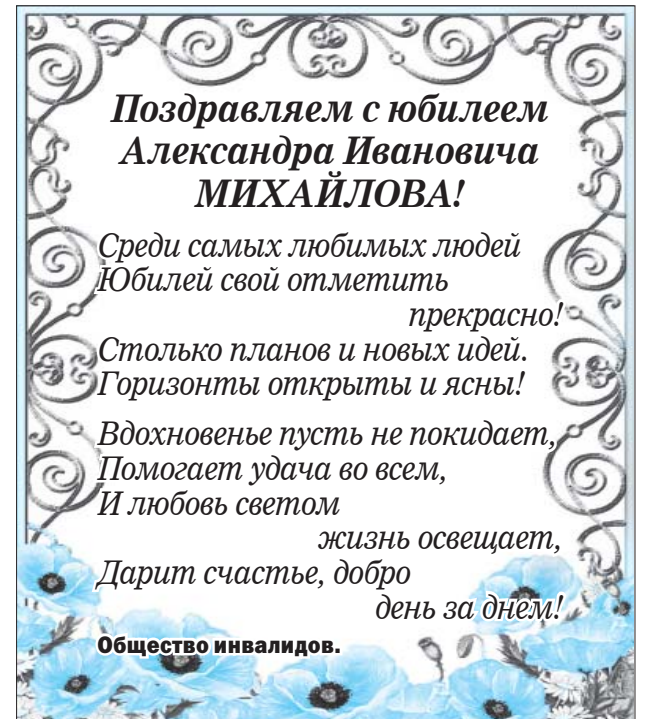 Поздравляем с юбилеем
Александра Ивановича
МИХАЙЛОВА!
Среди самых любимых людей
Юбилей свой отметить
прекрасно!
Столько планов и новых идей.
Горизонты открыты и ясны!
Вдохновенье пусть не покидает,
Помогает удача во всем,
И любовь светом
жизнь освещает,
Дарит счастье, добро
день за днем!
Общество инвалидов.